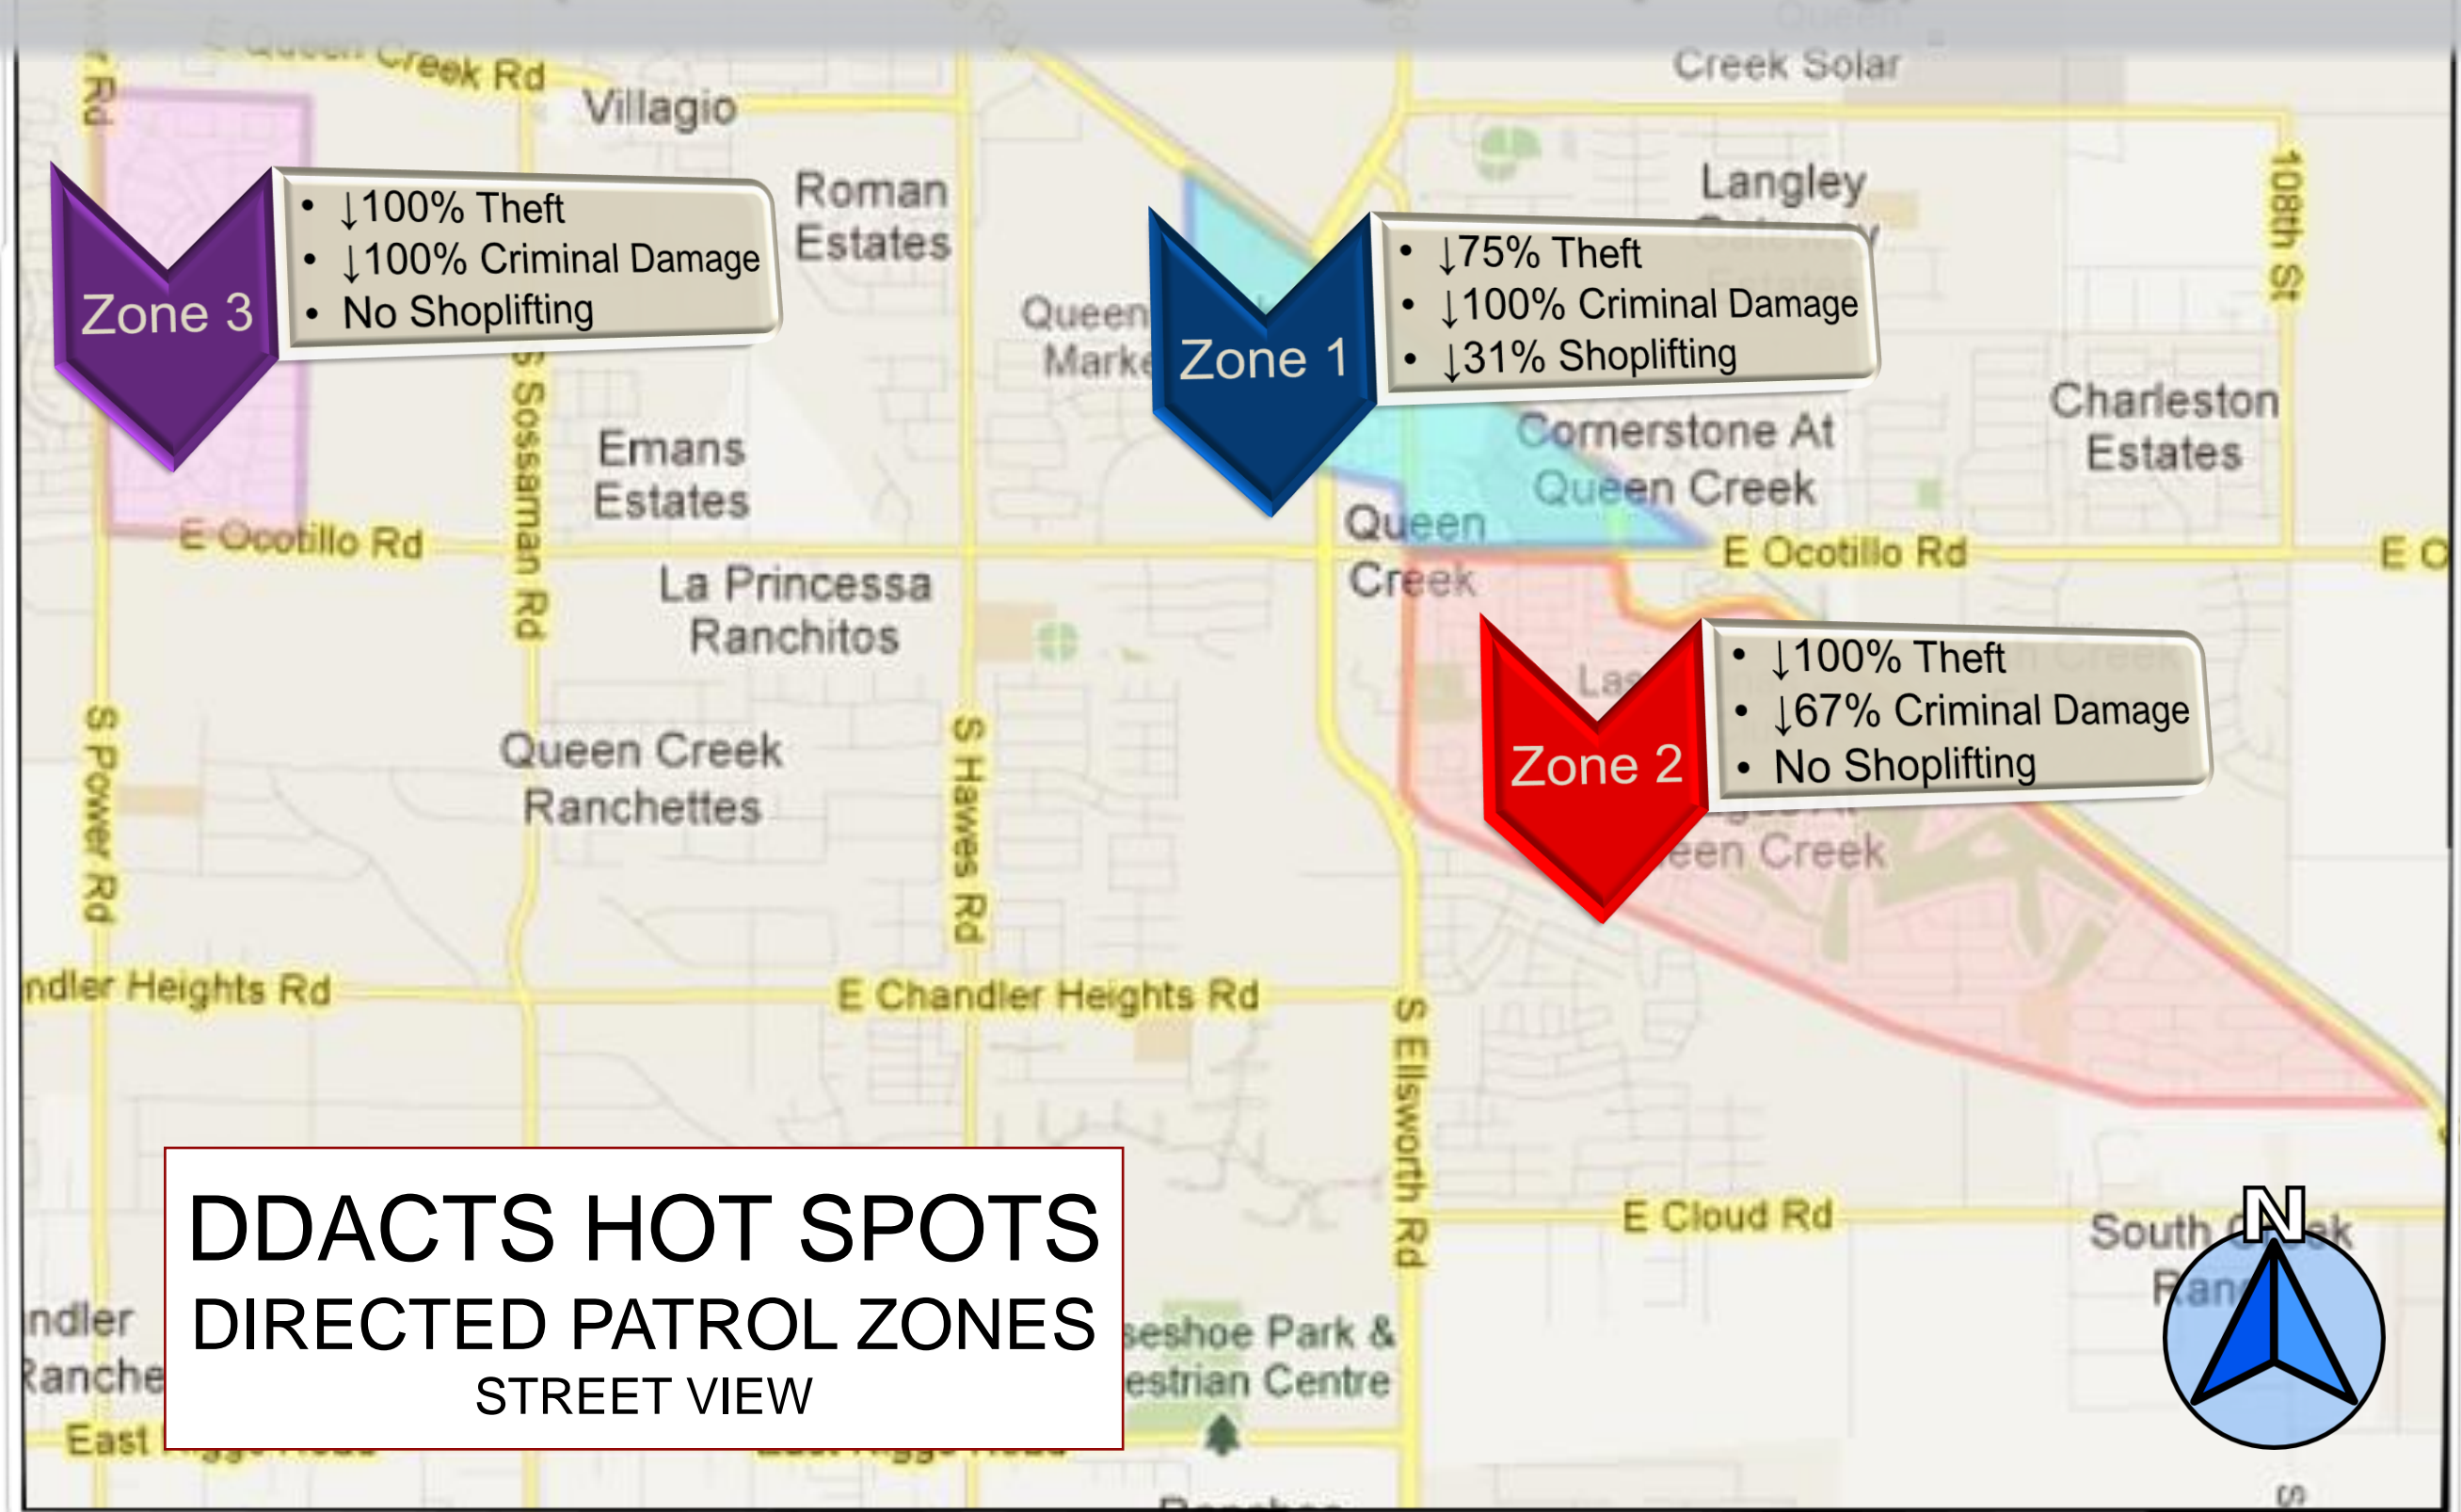 E Queen Creek Rd
Queen
Creek Solar
Rd
Villagio
Roman
Estates
Langley
108th St
Zone 3
• ↓100% Theft
• ↓100% Criminal Damage
• No Shoplifting
Zone 1
• ↓75% Theft
• ↓100% Criminal Damage
• ↓31% Shoplifting
Queen
S Sossaman Rd
Emans
Estates
Cornerstone At
Queen Creek
Charleston
Estates
E Ocotillo Rd
Queen
Creek
E Ocotillo Rd
La Princessa
Ranchitos
Zone 2
• ↓100% Theft
• ↓67% Criminal Damage
• No Shoplifting
S Power Rd
Queen Creek
Ranchettes
S Hawes Rd
Creek
ndler Heights Rd
E Chandler Heights Rd
S Ellsworth Rd
E Cloud Rd
N
South
DDACTS HOT SPOTS
DIRECTED PATROL ZONES
STREET VIEW
ndler
Ranche
seshoe Park &
estrian Centre
East
S